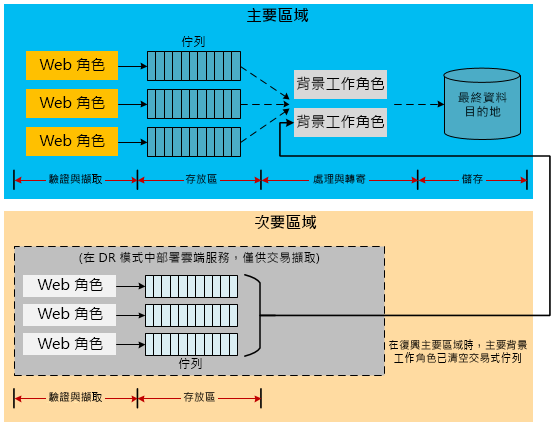 主要區域
佇列
Web 角色
Web 角色
Web 角色
背景工作角色
背景工作角色
最終資料
目的地
驗證與擷取
存放區
處理與轉寄
儲存
次要區域
(在 DR 模式中部署雲端服務，僅供交易擷取)
Web 角色
Web 角色
Web 角色
佇列
在復興主要區域時，主要背景
工作角色已清空交易式佇列
驗證與擷取
存放區